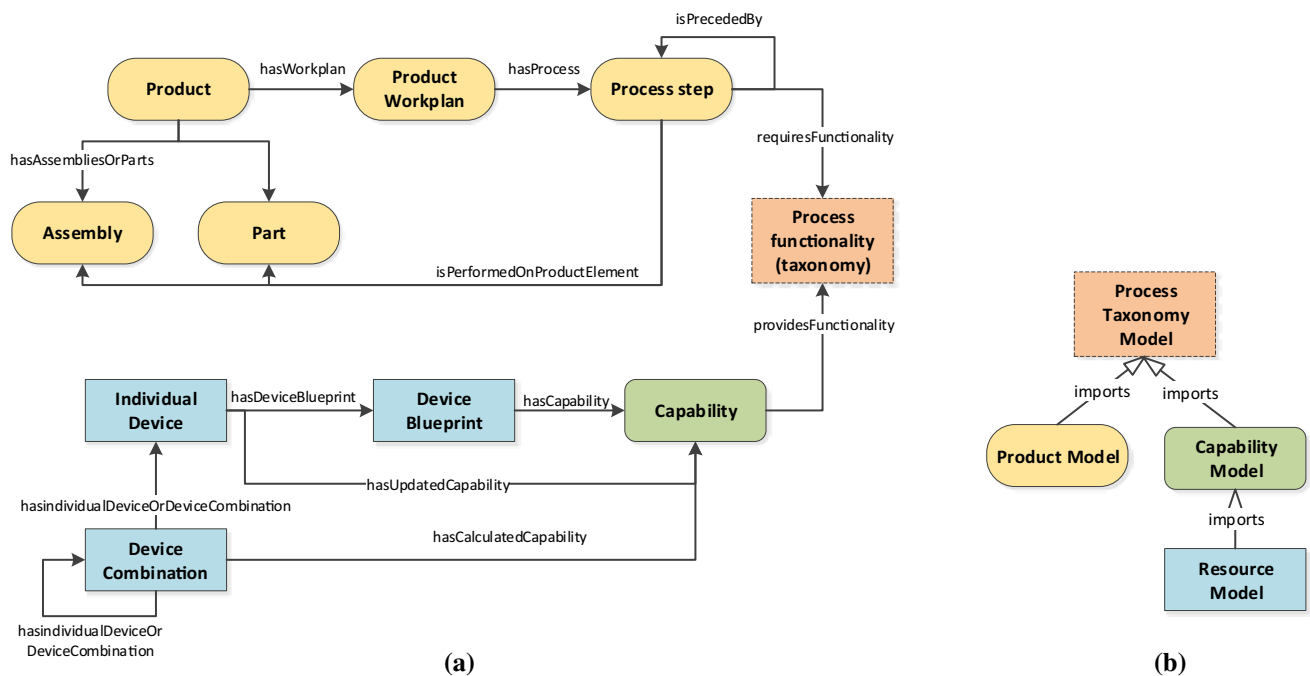 isPrecededBy
hasWorkplan
hasProcess
Product
Product
Workplan
Process step
requiresFunctionality
hasAssembliesOrParts
Assembly
Part
Process
functionality
(taxonomy)
isPerformedOnProductElement
providesFunctionality
Individual
Device
hasDeviceBlueprint
Device
Blueprint
hasCapability
Capability
hasUpdatedCapability
hasindividualDeviceOrDeviceCombination
hasCalculatedCapability
Device
Combination
hasindividualDeviceOr
DeviceCombination
(a)
Process
Taxonomy
Model
imports
imports
Product Model
Capability
Model
imports
Resource
Model
(b)